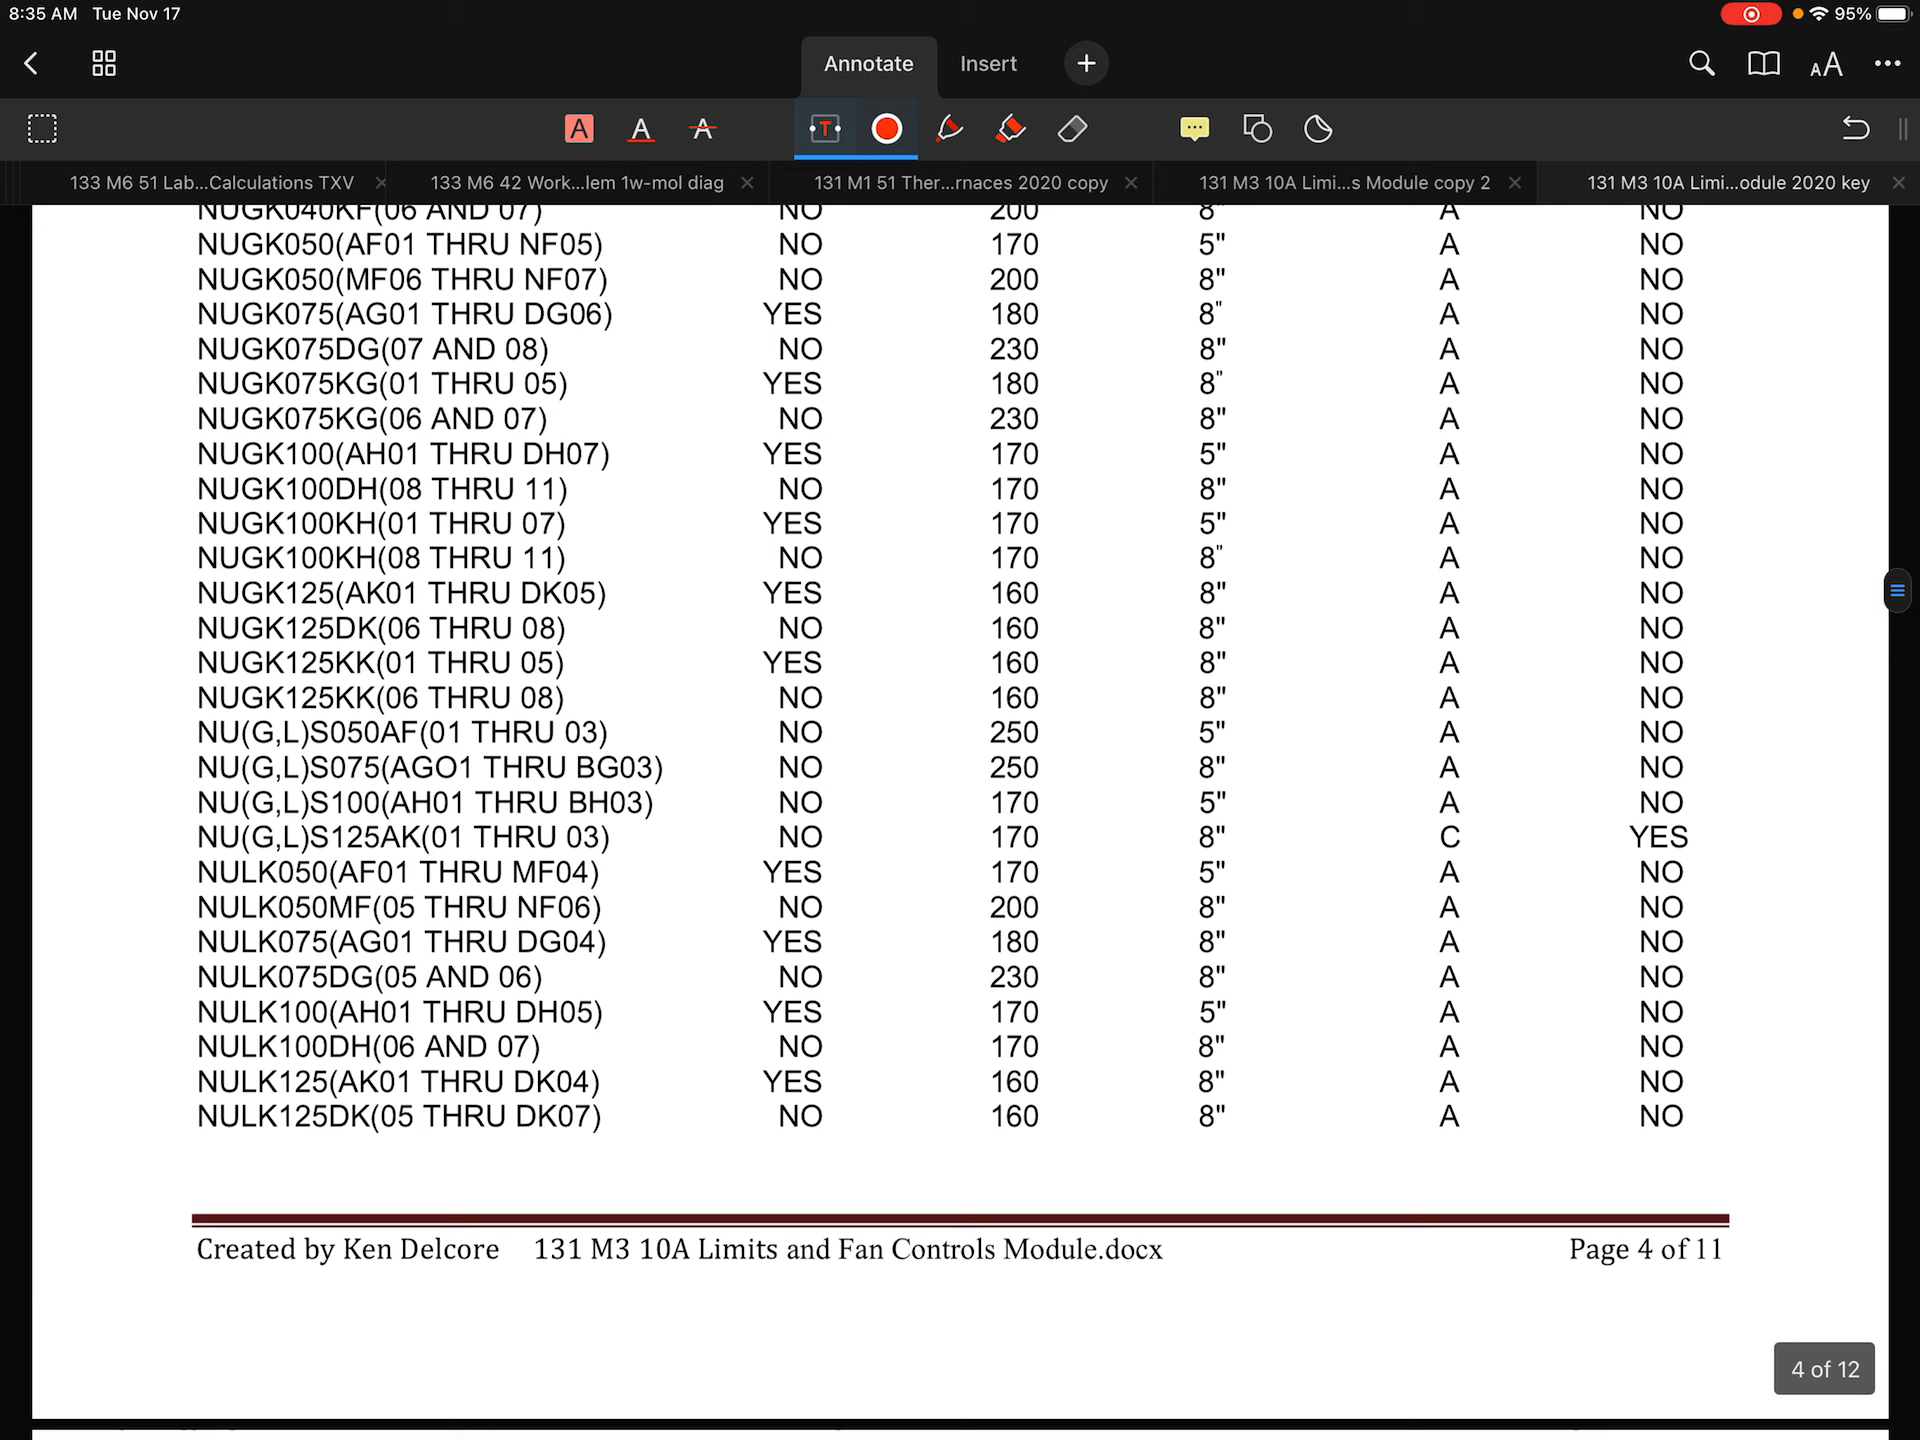 8:35 AM Tue Nov 17
95%
Annotate Insert +
AA
A A A T
133 M6 51 Lab...Calculations TXV × 133 M6 42 Work...lem 1w-mol diag × 131 M1 51 Ther...rnaces 2020 copy × 131 M3 10A Limi...s Module copy 2 × 131 M3 10A Limi...odule 2020 key ×
NUGK040KF(06 AND 07) NO 200 8" A NO
NUGK050(AF01 THRU NF05) NO 170 5" A NO
NUGK050(MF06 THRU NF07) NO 200 8" A NO
NUGK075(AG01 THRU DG06) YES 180 8" A NO
NUGK075DG(07 AND 08) NO 230 8" A NO
NUGK075KG(01 THRU 05) YES 180 8" A NO
NUGK075KG(06 AND 07) NO 230 8" A NO
NUGK100(AH01 THRU DH07) YES 170 5" A NO
NUGK100DH(08 THRU 11) NO 170 8" A NO
NUGK100KH(01 THRU 07) YES 170 5" A NO
NUGK100KH(08 THRU 11) NO 170 8" A NO
NUGK125(AK01 THRU DK05) YES 160 8" A NO
NUGK125DK(06 THRU 08) NO 160 8" A NO
NUGK125KK(01 THRU 05) YES 160 8" A NO
NUGK125KK(06 THRU 08) NO 160 8" A NO
NU(G,L)S050AF(01 THRU 03) NO 250 5" A NO
NU(G,L)S075(AGO1 THRU BG03) NO 250 8" A NO
NU(G,L)S100(AH01 THRU BH03) NO 170 5" A NO
NU(G,L)S125AK(01 THRU 03) NO 170 8" C YES
NULK050(AF01 THRU MF04) YES 170 5" A NO
NULK050MF(05 THRU NF06) NO 200 8" A NO
NULK075(AG01 THRU DG04) YES 180 8" A NO
NULK075DG(05 AND 06) NO 230 8" A NO
NULK100(AH01 THRU DH05) YES 170 5" A NO
NULK100DH(06 AND 07) NO 170 8" A NO
NULK125(AK01 THRU DK04) YES 160 8" A NO
NULK125DK(05 THRU DK07) NO 160 8" A NO
Created by Ken Delcore 131 M3 10A Limits and Fan Controls Module.docx Page 4 of 11
4 of 12